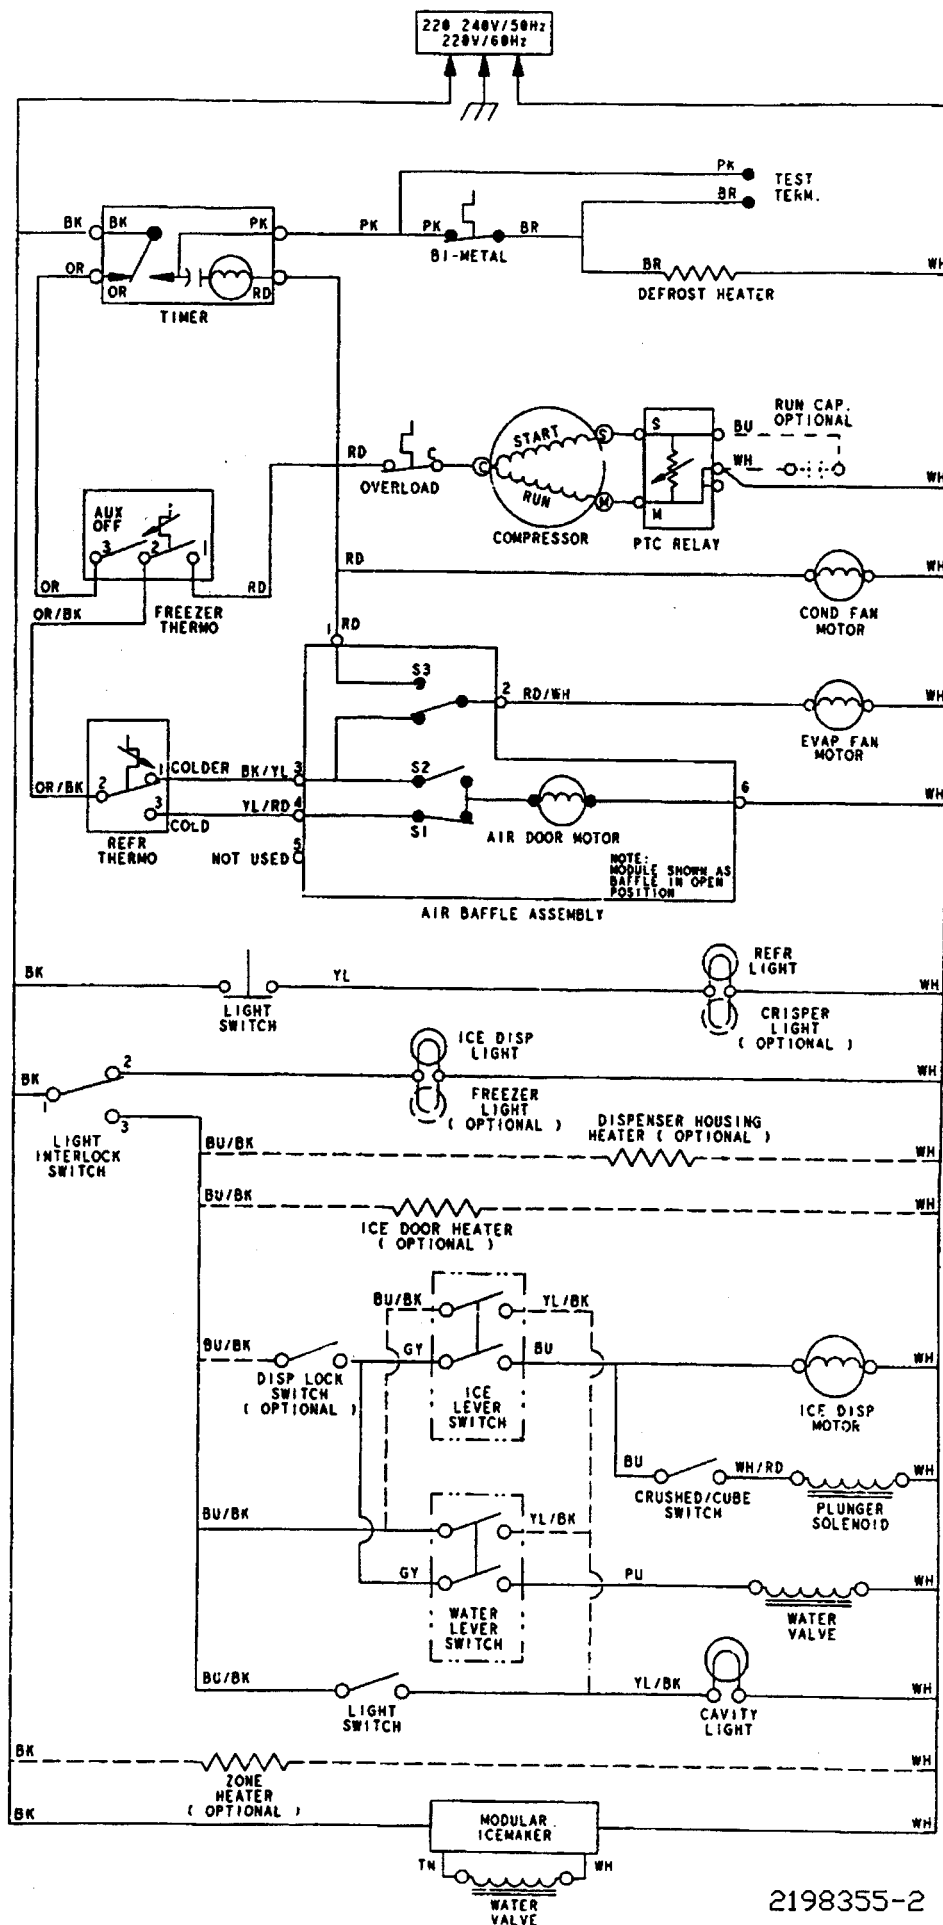 220 240V/50Hz
220V/60Hz
PK
TEST
TERM.
BR
BK
BK
PK
PK
PK
BR
BI-METAL
OR
OR
RD
BR
DEFROST HEATER
WH
TIMER
RUN CAP.
OPTIONAL
BU
S
START
S
RD
C
C
WH
WH
OVERLOAD
RUN
M
M
COMPRESSOR
PTC RELAY
AUX
OFF
3
2
1
OR
RD
FREEZER
THERMO
OR/BK
RD
WH
COND FAN
MOTOR
1
RD
S3
2
RD/WH
WH
EVAP FAN
MOTOR
1
COLDER
BK/YL
3
S2
OR/BK
2
3
COLD
YL/RD
4
S1
AIR DOOR MOTOR
6
WH
REFR
THERMO
NOT USED
5
NOTE:
MODULE SHOWN AS
BAFFLE IN OPEN
POSITION
AIR BAFFLE ASSEMBLY
REFR
LIGHT
BK
YL
WH
LIGHT
SWITCH
CRISPER
LIGHT
( OPTIONAL )
ICE DISP
LIGHT
2
BK
1
WH
FREEZER
LIGHT
( OPTIONAL )
3
LIGHT
INTERLOCK
SWITCH
BU/BK
DISPENSER HOUSING
HEATER ( OPTIONAL )
WH
BU/BK
WH
ICE DOOR HEATER
( OPTIONAL )
BU/BK
YL/BK
BU/BK
GY
BU
WH
DISP LOCK
SWITCH
( OPTIONAL )
ICE
LEVER
SWITCH
ICE DISP
MOTOR
BU
WH/RD
WH
CRUSHED/CUBE
SWITCH
PLUNGER
SOLENOID
BU/BK
YL/BK
GY
PU
WH
WATER
LEVER
SWITCH
WATER
VALVE
BU/BK
YL/BK
WH
LIGHT
SWITCH
CAVITY
LIGHT
BK
WH
ZONE
HEATER
( OPTIONAL )
BK
MODULAR
ICEMAKER
WH
TN
WH
WATER
VALVE
2198355-2